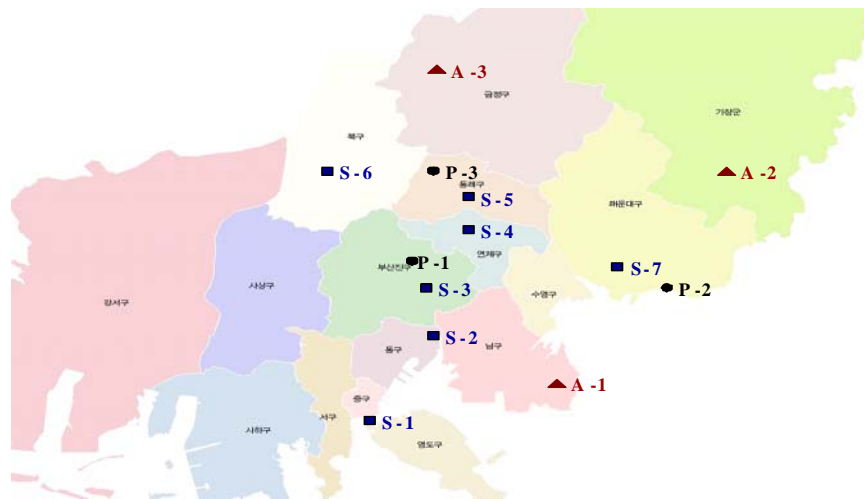 A-3
금정구
기장군
북구
S-6
P-3
A-2
동래구
S-5
해운대구
S-4
연제구
부산진구
P-1
S-7
사상구
S-3
P-2
수영구
강서구
S-2
동구
남구
A-1
중구
서구
S-1
사하구
영도구